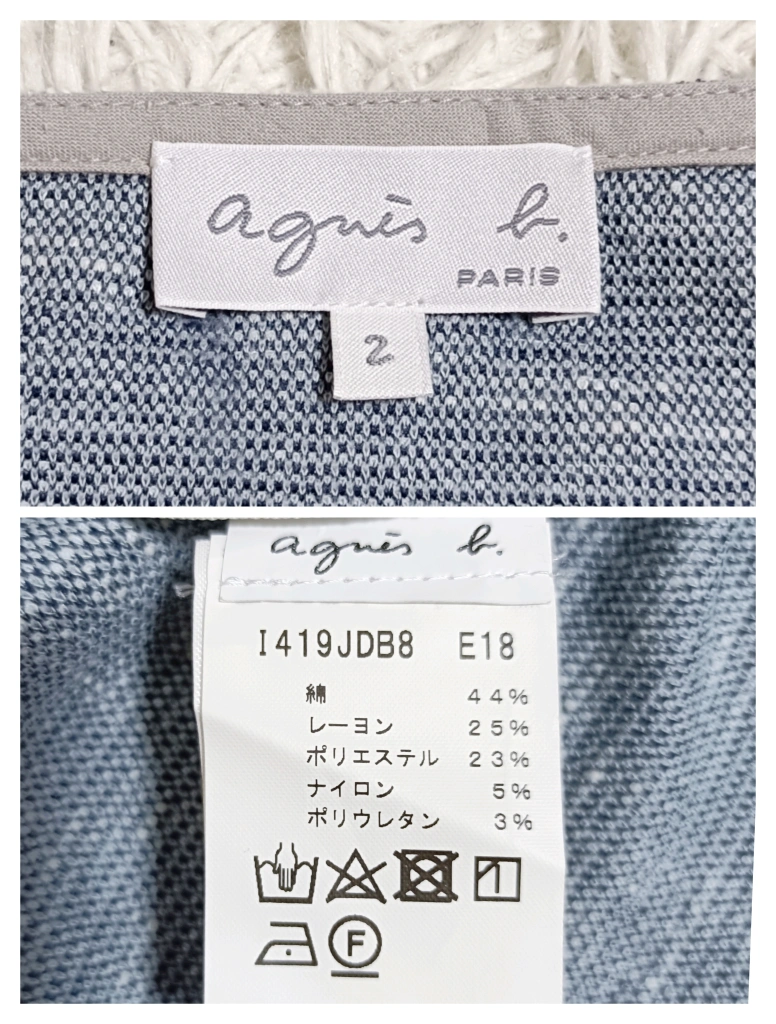 agnès b.
PARIS
2
agnès b.
I419JDB8 E18
綿 44%
レーヨン 25%
ポリエステル 23%
ナイロン 5%
ポリウレタン 3%
F